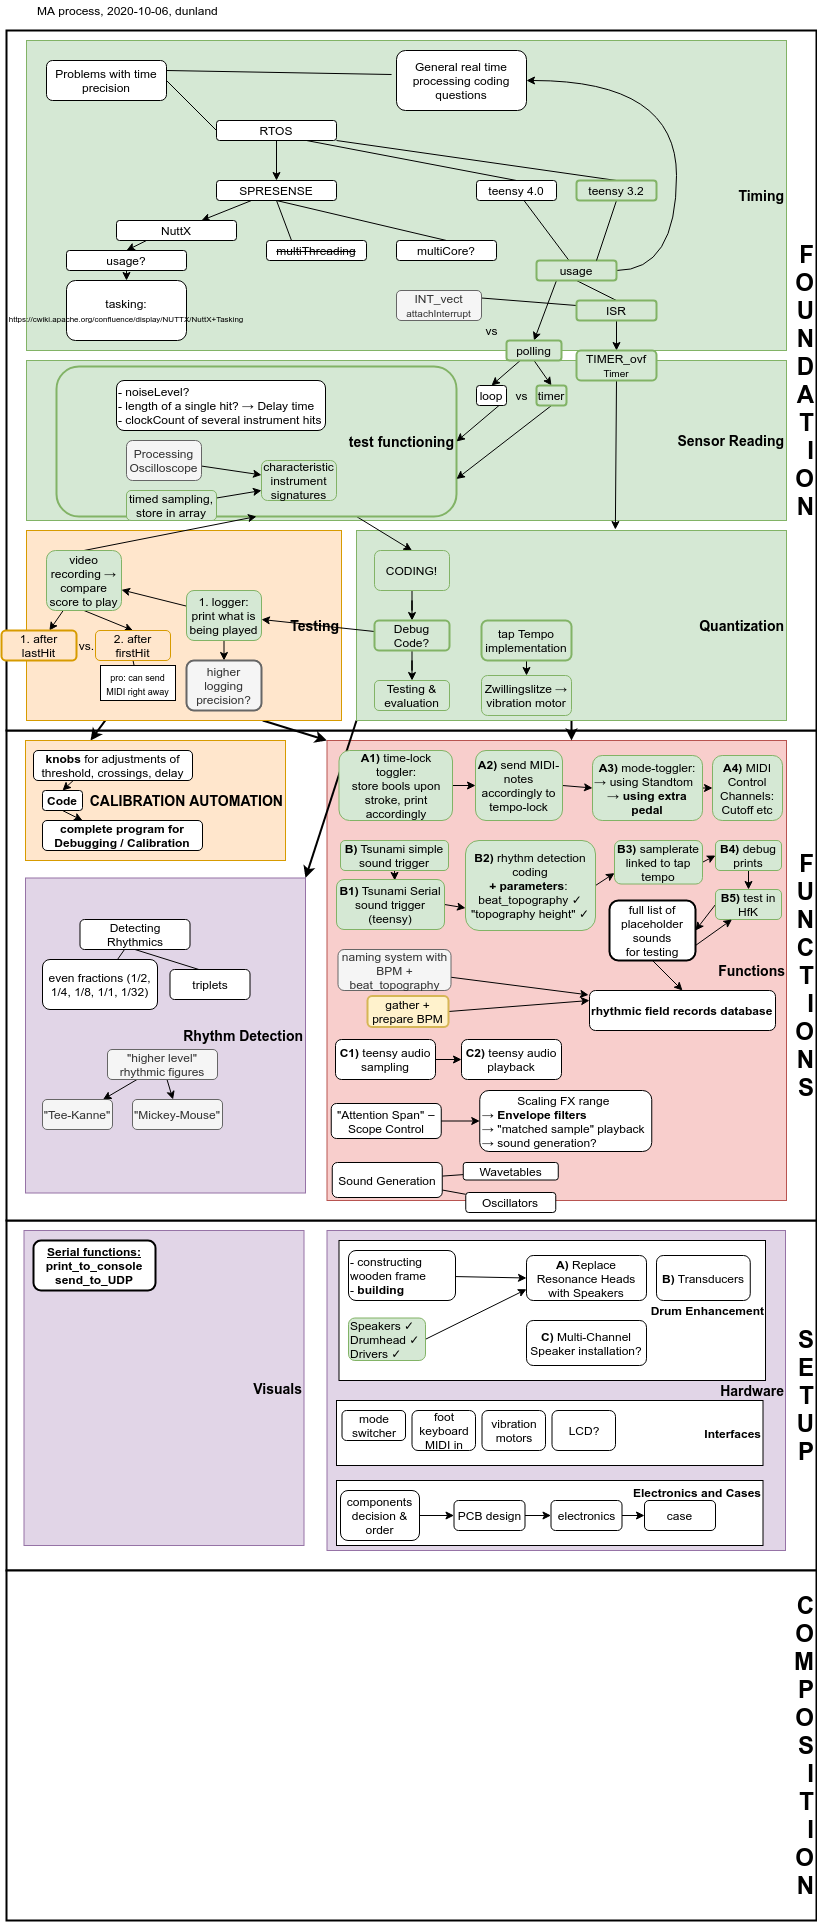 MA process, 2020-10-06, dunland
FOUNDATION
Problems with time
precision
General real time
processing coding
questions
RTOS
SPRESENSE
teensy 4.0
teensy 3.2
Timing
NuttX
multiThreading
multiCore?
usage?
usage
tasking:
https://cwiki.apache.org/confluence/display/NUTTX/NuttX+Tasking
INT_vect
attachInterrupt
ISR
vs
polling
TIMER_ovf
Timer
- noiseLevel?
- length of a single hit? → Delay time
- clockCount of several instrument hits
loop
vs
timer
test functioning
Sensor Reading
Processing
Oscilloscope
characteristic
instrument
signatures
timed sampling,
store in array
video
recording →
compare
score to play
1. logger:
print what is
being played
Testing
1. after
lastHit
vs.
2. after
firstHit
pro: can send
MIDI right away
higher
logging
precision?
CODING!
Debug
Code?
Testing &
evaluation
tap Tempo
implementation
Zwillingslitze →
vibration motor
Quantization
FUNCTIONS
knobs for adjustments of
threshold, crossings, delay
Code
CALIBRATION AUTOMATION
complete program for
Debugging / Calibration
A1) time-lock
toggler:
store bools upon
stroke, print
accordingly
A2) send MIDI-
notes
accordingly to
tempo-lock
A3) mode-toggler:
→ using Standtom
→ using extra
pedal
A4) MIDI
Control
Channels:
Cutoff etc
B) Tsunami simple
sound trigger
B1) Tsunami Serial
sound trigger
(teensy)
B2) rhythm detection
coding
+ parameters:
beat_topography ✓
"topography height" ✓
B3) samplerate
linked to tap
tempo
B4) debug
prints
B5) test in
HfK
full list of
placeholder
sounds
for testing
Functions
naming system with
BPM +
beat_topography
gather +
prepare BPM
rhythmic field records database
C1) teensy audio
sampling
C2) teensy audio
playback
"Attention Span" –
Scope Control
Scaling FX range
→ Envelope filters
→ "matched sample" playback
→ sound generation?
Sound Generation
Wavetables
Oscillators
Detecting
Rhythmics
even fractions (1/2,
1/4, 1/8, 1/1, 1/32)
triplets
Rhythm Detection
"higher level"
rhythmic figures
"Tee-Kanne"
"Mickey-Mouse"
SETUP
Serial functions:
print_to_console
send_to_UDP
Visuals
- constructing
wooden frame
- building
Speakers ✓
Drumhead ✓
Drivers ✓
A) Replace
Resonance Heads
with Speakers
B) Transducers
Drum Enhancement
C) Multi-Channel
Speaker installation?
Hardware
mode
switcher
foot
keyboard
MIDI in
vibration
motors
LCD?
Interfaces
Electronics and Cases
components
decision &
order
PCB design
electronics
case
COMPOSITION